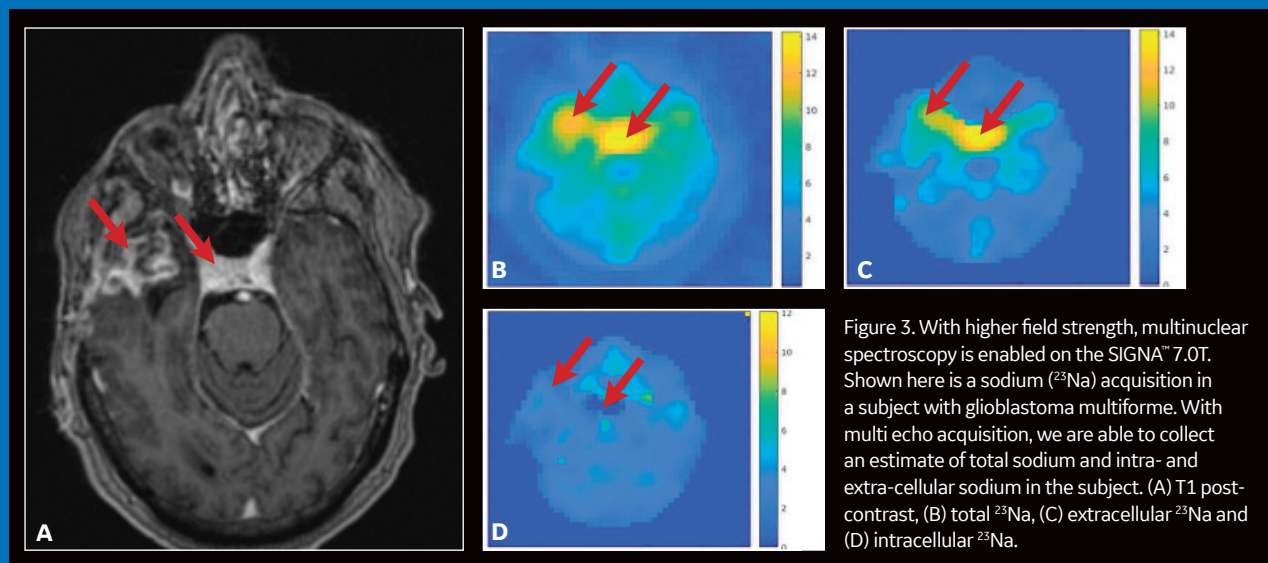 A
B
14
12
10
8
6
4
2
C
14
12
10
8
6
4
2
0
D
12
10
8
6
4
2
0
Figure 3. With higher field strength, multinuclear
spectroscopy is enabled on the SIGNA™ 7.0T.
Shown here is a sodium (²³Na) acquisition in
a subject with glioblastoma multiforme. With
multi echo acquisition, we are able to collect
an estimate of total sodium and intra- and
extra-cellular sodium in the subject. (A) T1 post-
contrast, (B) total ²³Na, (C) extracellular ²³Na and
(D) intracellular ²³Na.